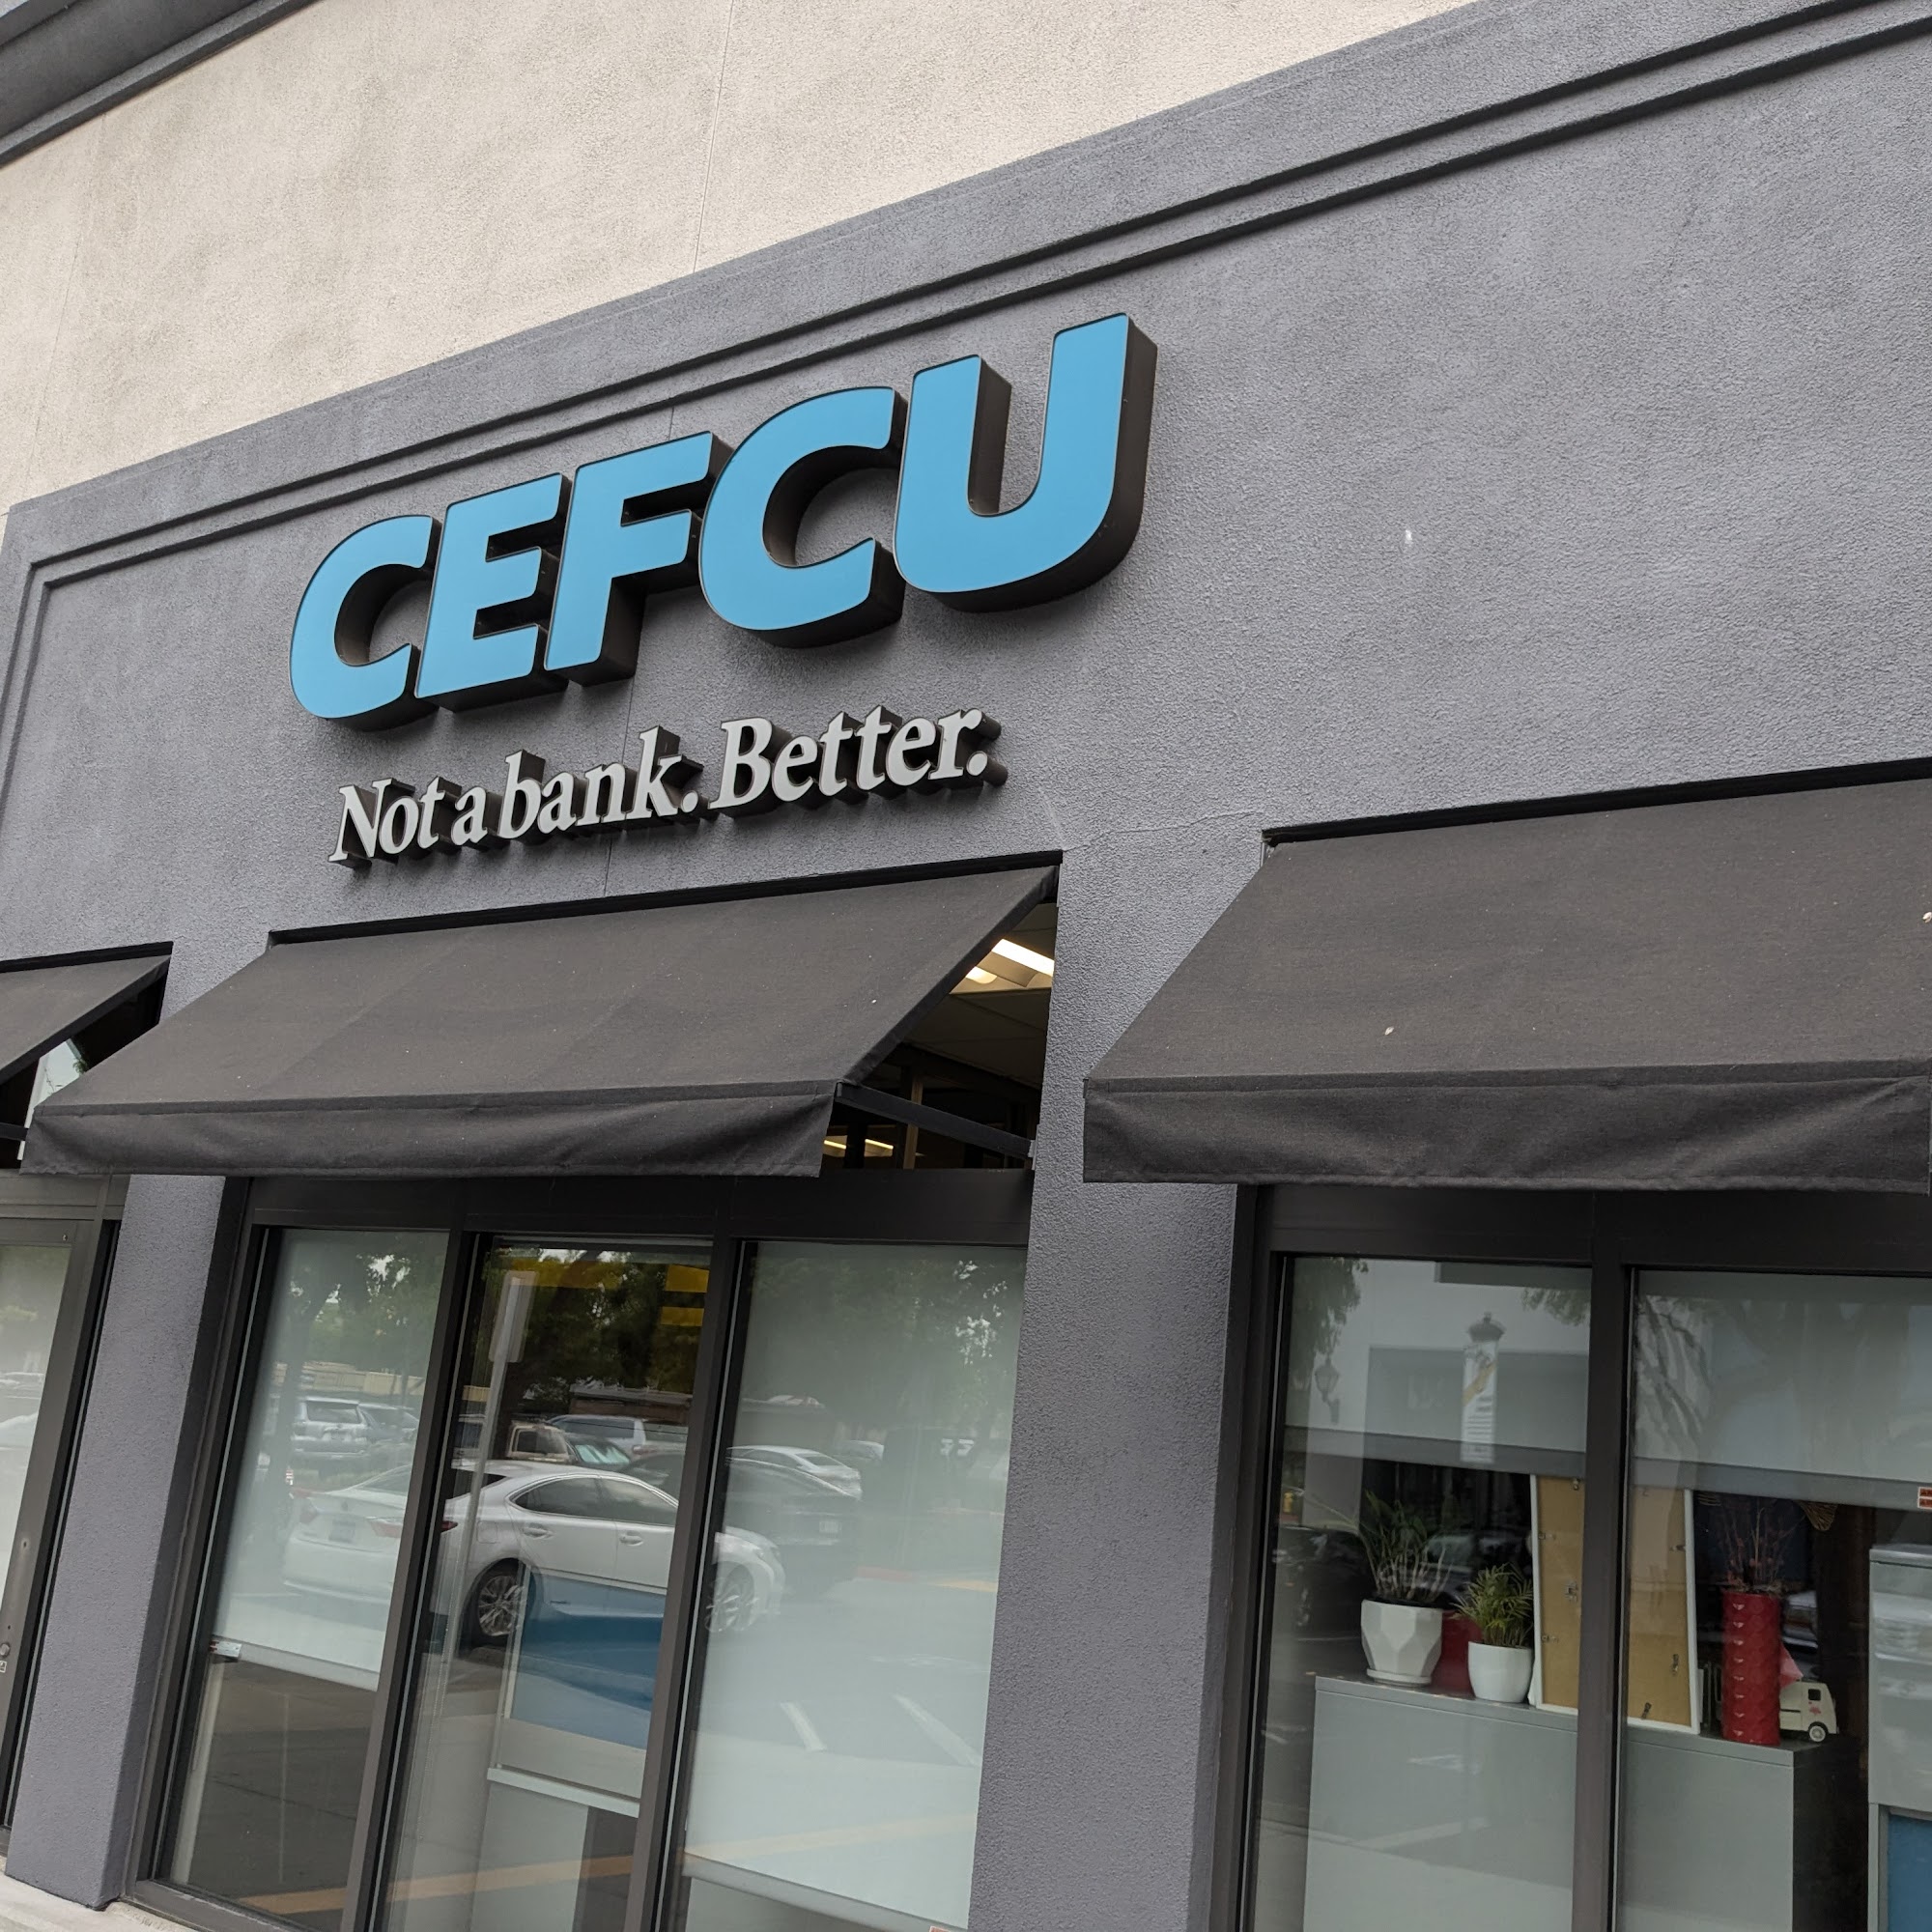 CEFCU
Not a bank. Better.